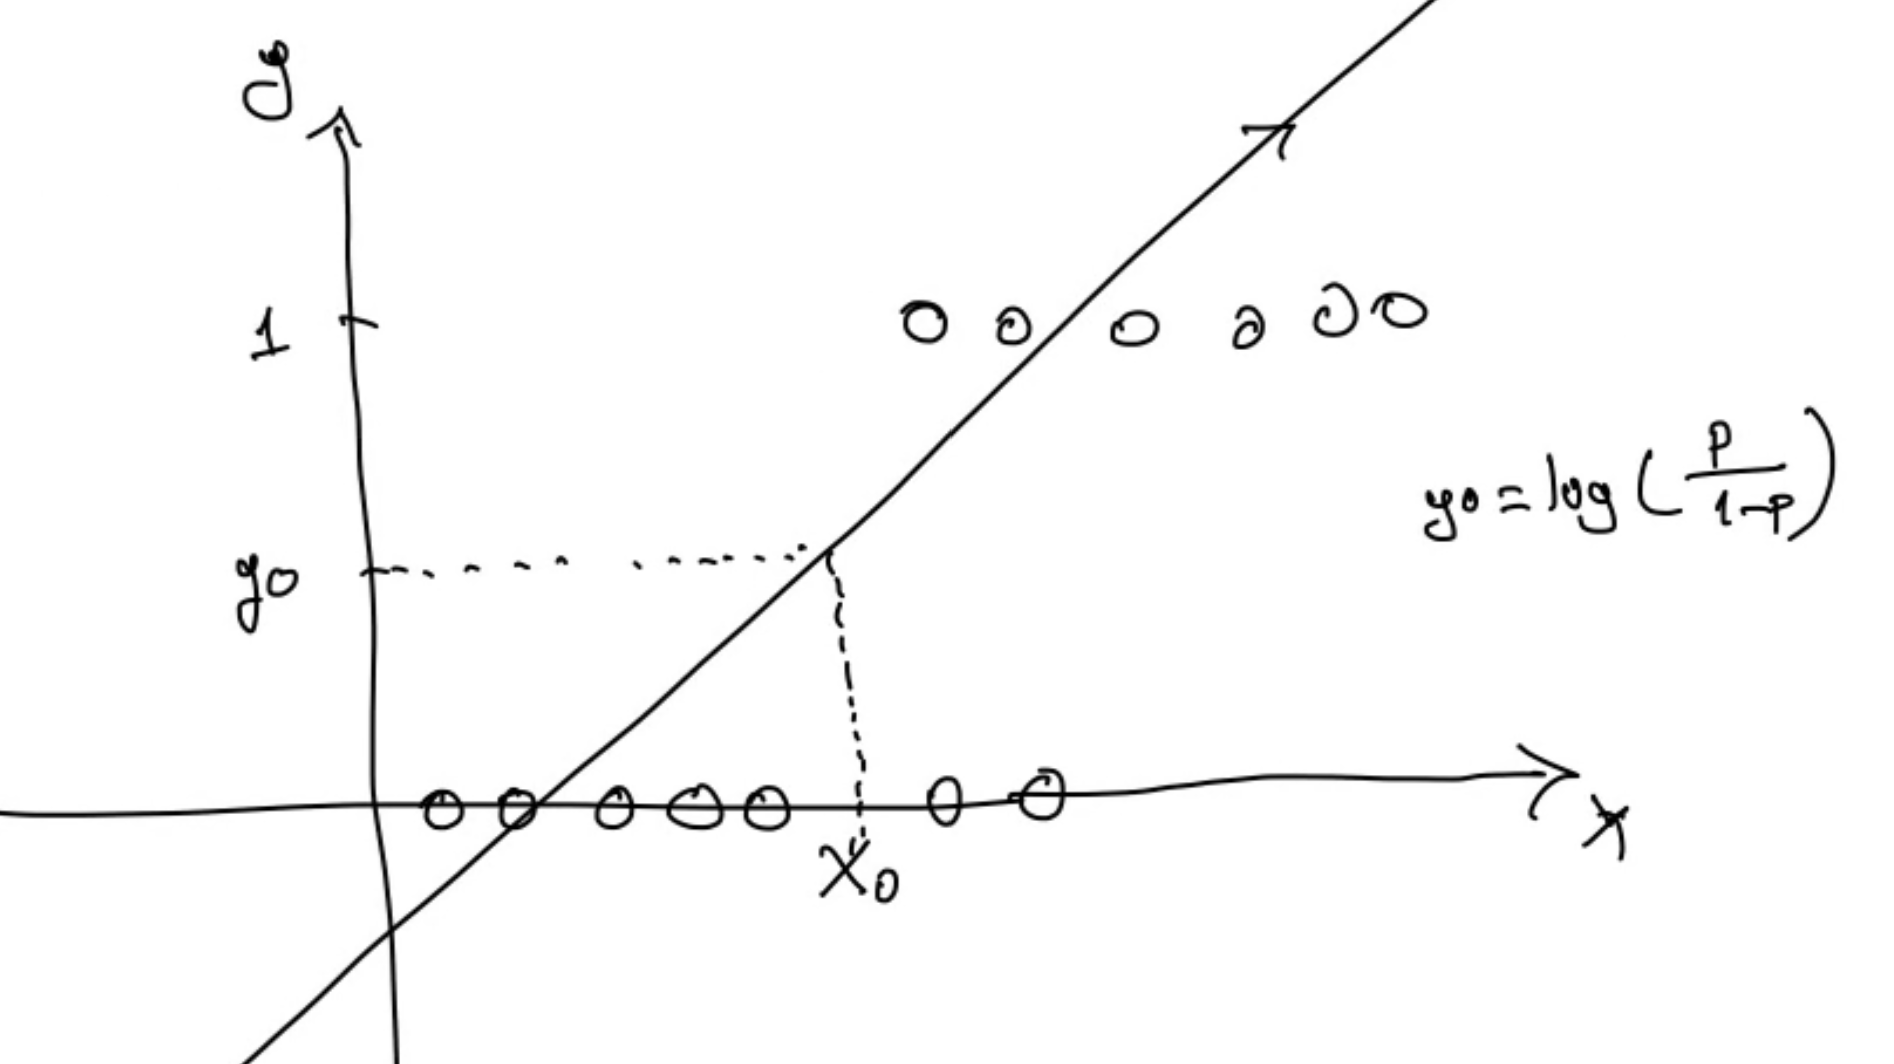 y
1
y0 = log(p/1-p)
y0
x
x0